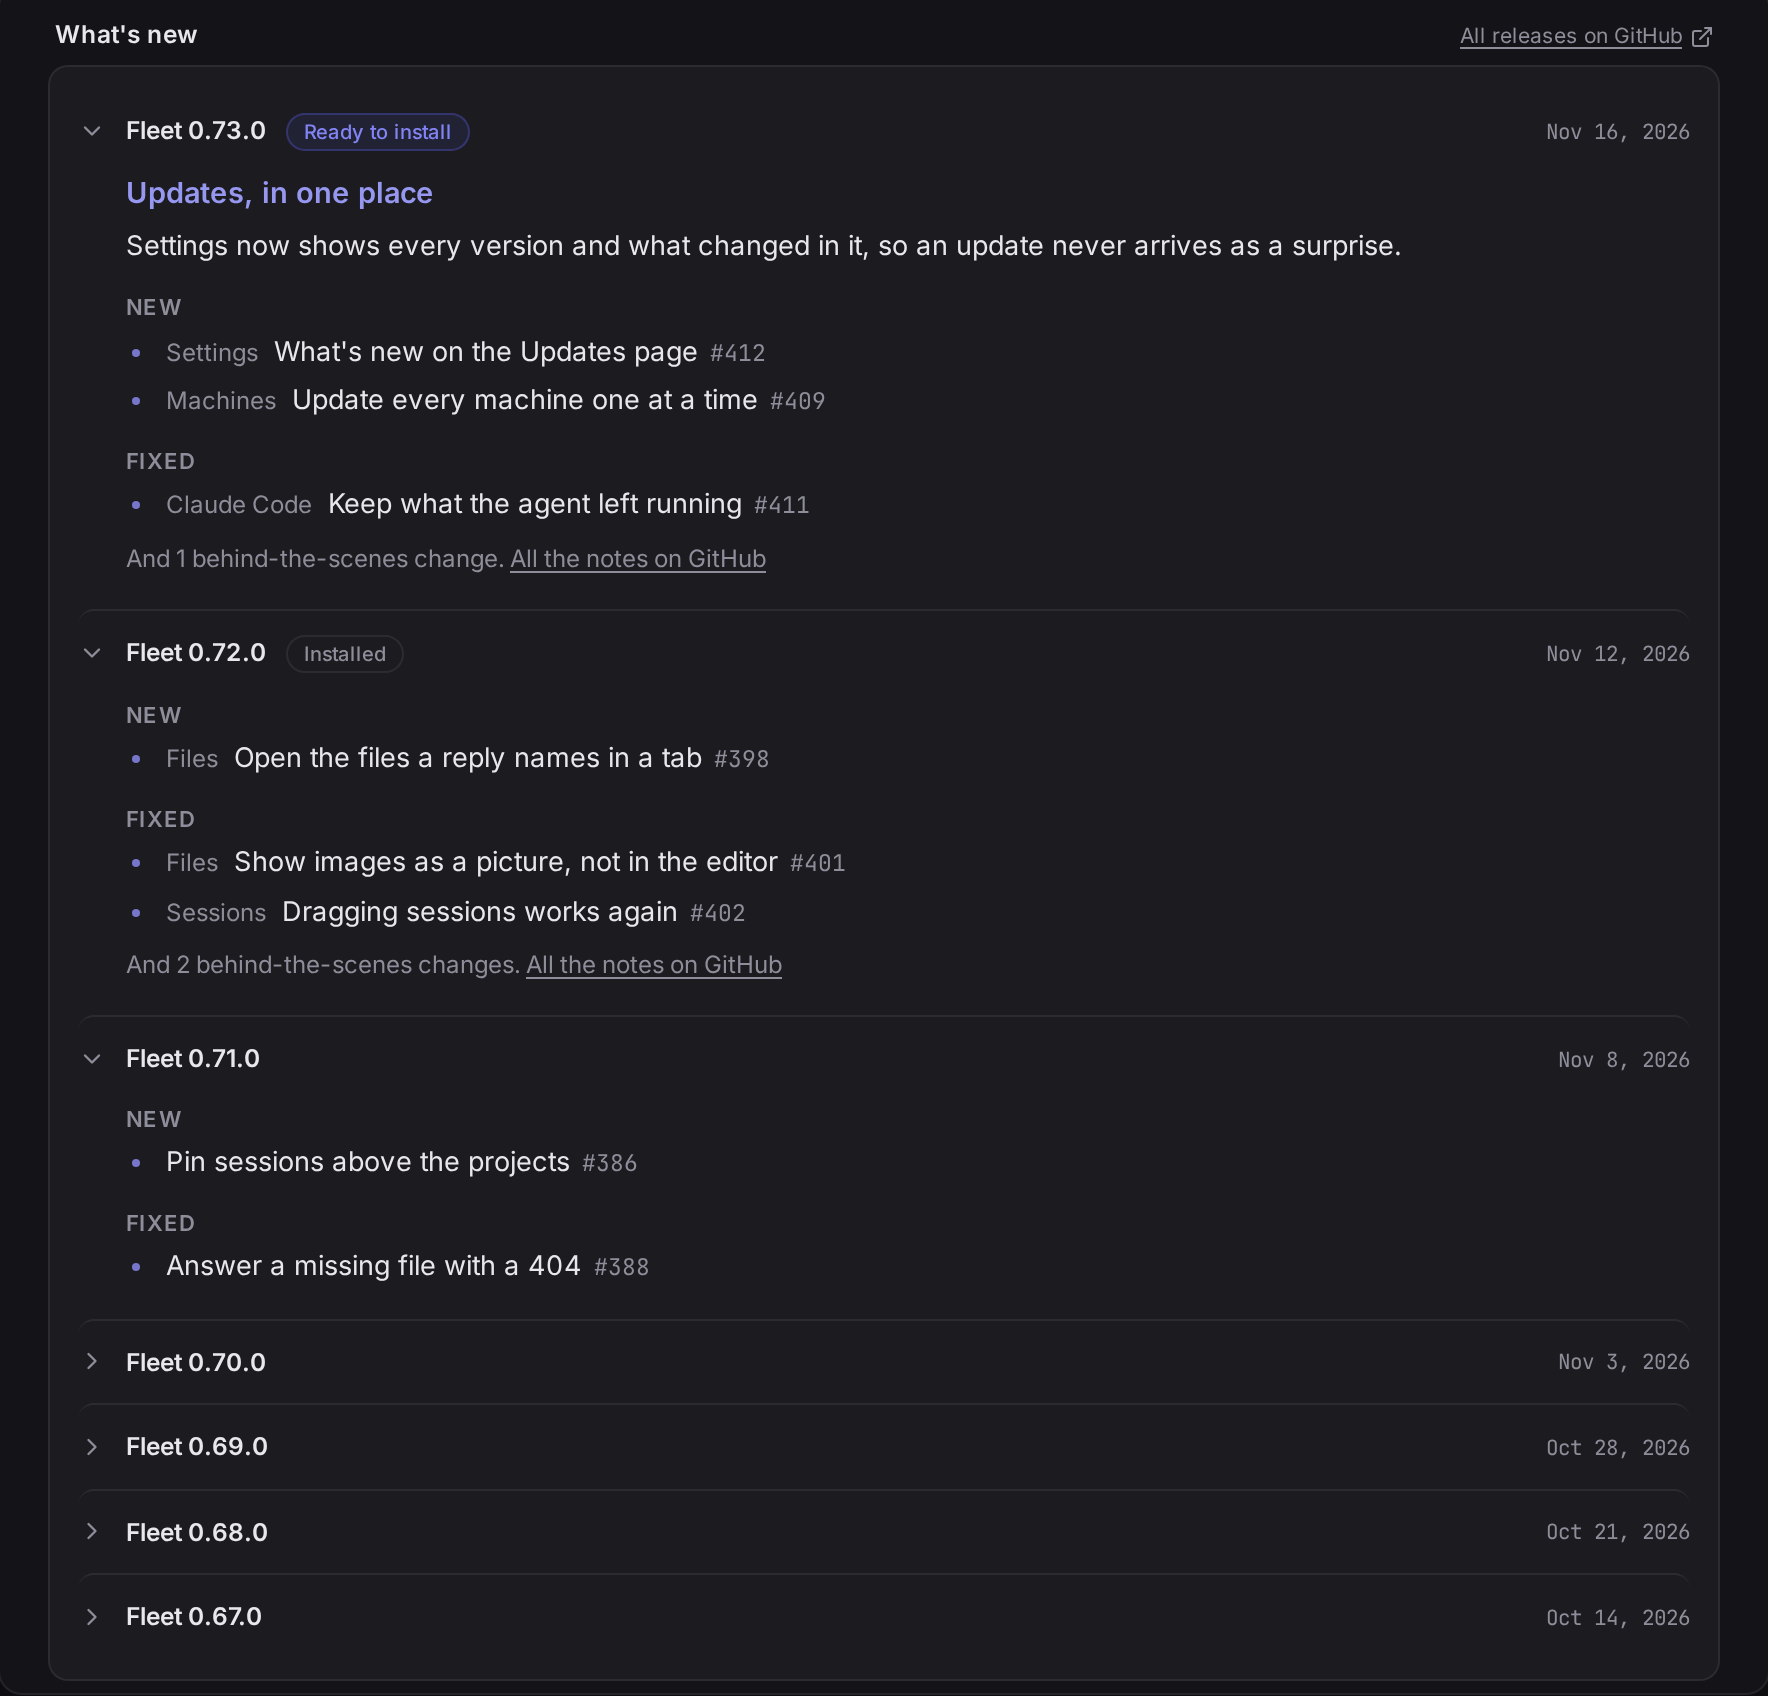 What's new
All releases on GitHub
Fleet 0.73.0 Ready to install Nov 16, 2026
Updates, in one place
Settings now shows every version and what changed in it, so an update never arrives as a surprise.
NEW
• Settings What's new on the Updates page #412
• Machines Update every machine one at a time #409
FIXED
• Claude Code Keep what the agent left running #411
And 1 behind-the-scenes change. All the notes on GitHub
Fleet 0.72.0 Installed Nov 12, 2026
NEW
• Files Open the files a reply names in a tab #398
FIXED
• Files Show images as a picture, not in the editor #401
• Sessions Dragging sessions works again #402
And 2 behind-the-scenes changes. All the notes on GitHub
Fleet 0.71.0 Nov 8, 2026
NEW
• Pin sessions above the projects #386
FIXED
• Answer a missing file with a 404 #388
Fleet 0.70.0 Nov 3, 2026
Fleet 0.69.0 Oct 28, 2026
Fleet 0.68.0 Oct 21, 2026
Fleet 0.67.0 Oct 14, 2026